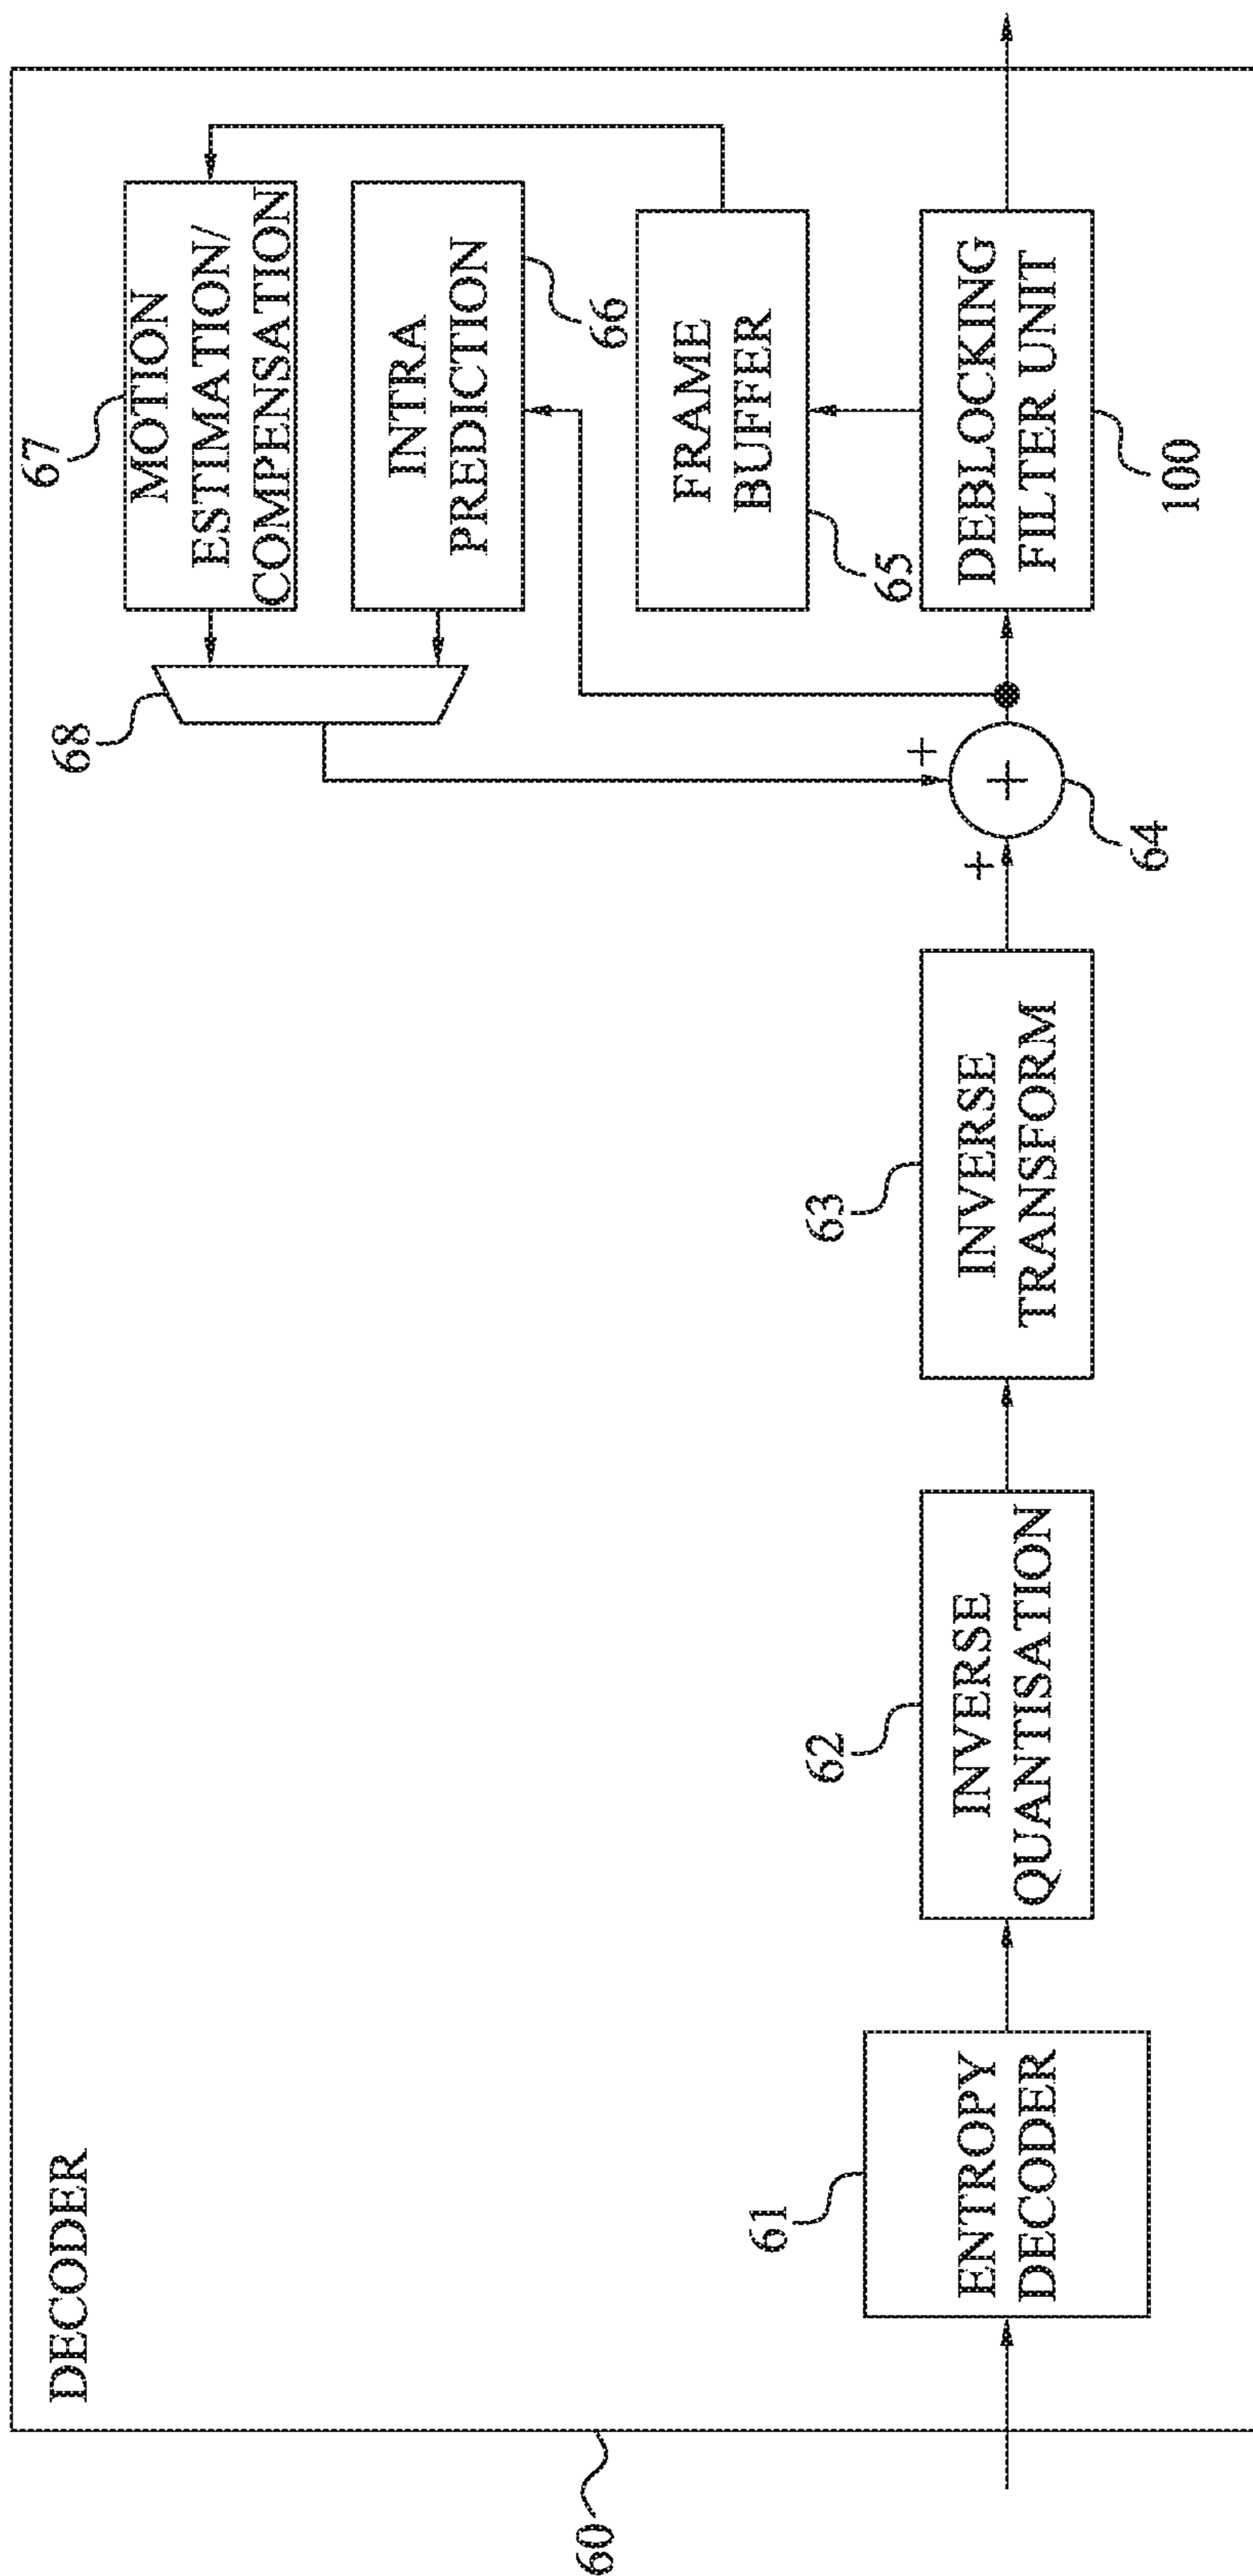 DECODER
60
61
ENTROPY
DECODER
62
INVERSE
QUANTISATION
63
INVERSE
TRANSFORM
+
+
+
64
68
67
MOTION
ESTIMATION/
COMPENSATION
INTRA
PREDICTION
66
FRAME
BUFFER
65
DEBLOCKING
FILTER UNIT
100